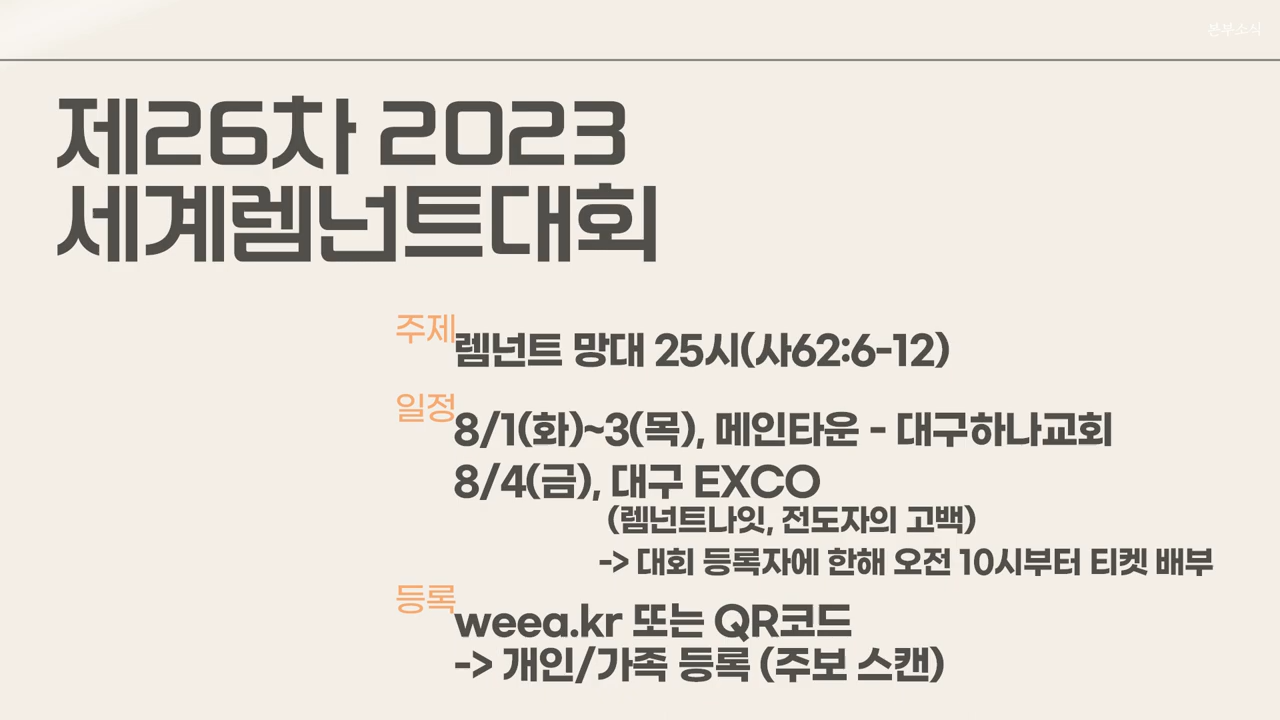 본부소식
제26차 2023
세계렘넌트대회
주제
렘넌트 망대 25시(사62:6-12)
일정
8/1(화)~3(목), 메인타운 - 대구하나교회
8/4(금), 대구 EXCO
(렘넌트나잇, 전도자의 고백)
-> 대회 등록자에 한해 오전 10시부터 티켓 배부
등록
weea.kr 또는 QR코드
-> 개인/가족 등록 (주보 스캔)